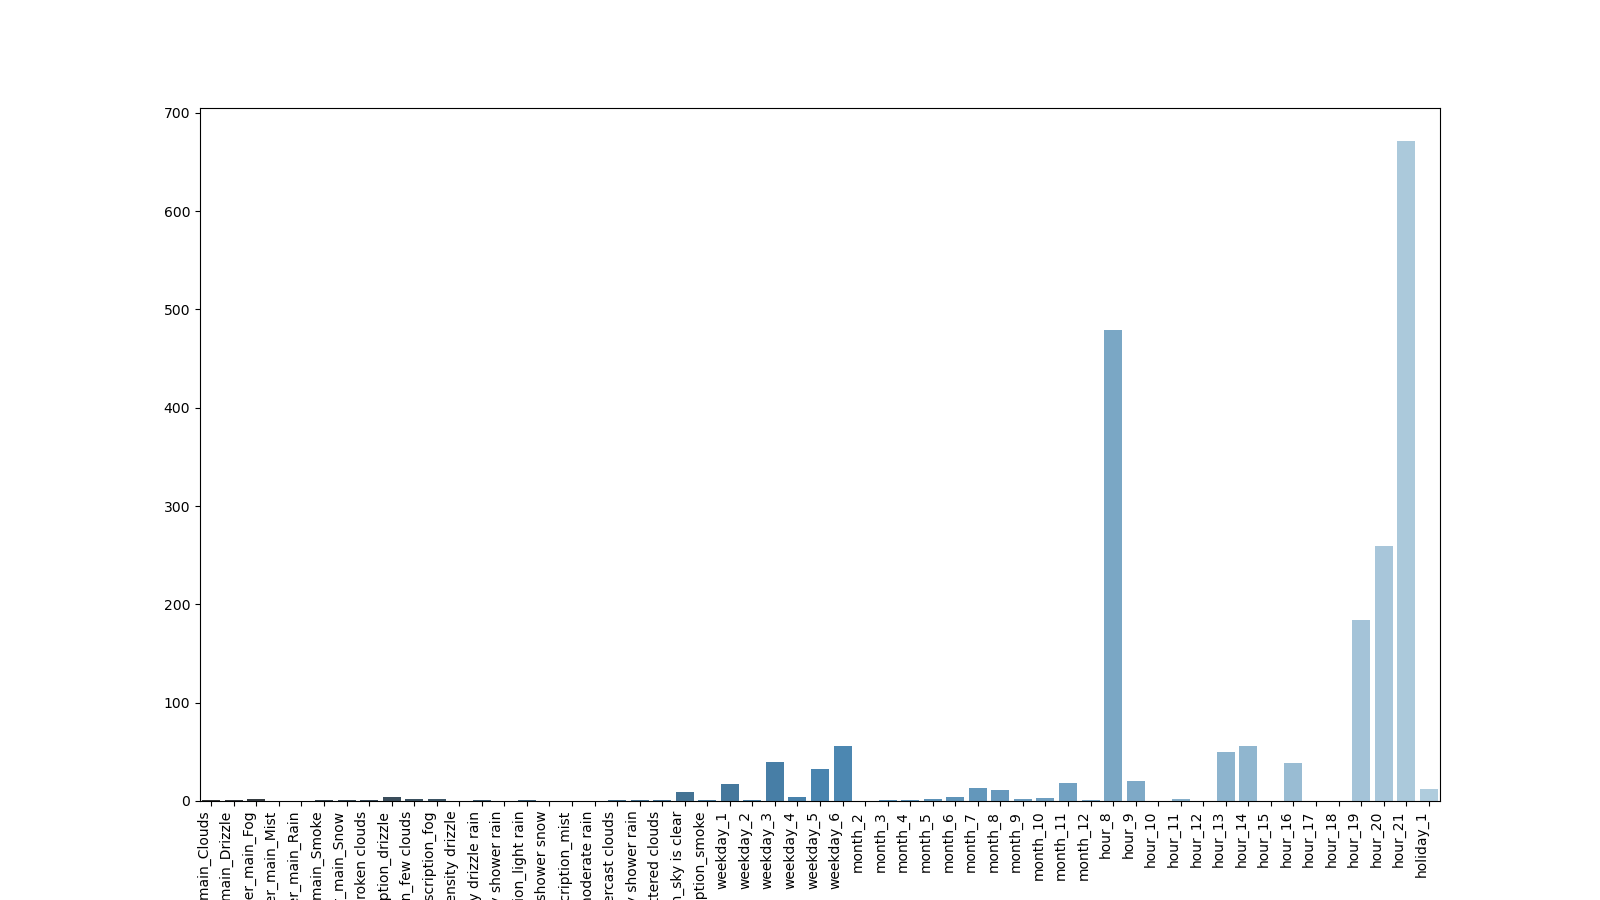 700
600
500
400
300
200
100
0
main_Clouds
main_Drizzle
er_main_Fog
er_main_Mist
er_main_Rain
main_Smoke
_main_Snow
roken clouds
ption_drizzle
n_few clouds
scription_fog
ensity drizzle
y drizzle rain
shower rain
ion_light rain
shower snow
cription_mist
moderate rain
ercast clouds
shower rain
ttered clouds
n_sky is clear
ption_smoke
weekday_1
weekday_2
weekday_3
weekday_4
weekday_5
weekday_6
month_2
month_3
month_4
month_5
month_6
month_7
month_8
month_9
month_10
month_11
month_12
hour_8
hour_9
hour_10
hour_11
hour_12
hour_13
hour_14
hour_15
hour_16
hour_17
hour_18
hour_19
hour_20
hour_21
holiday_1